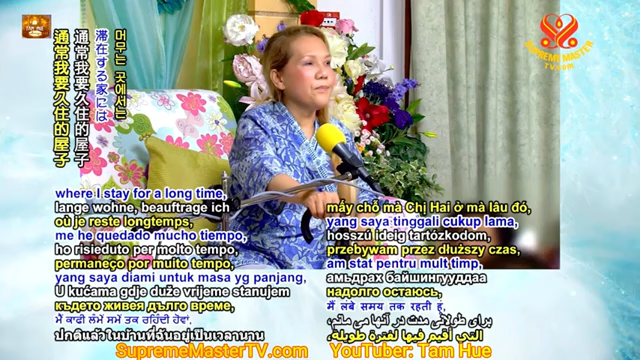 SUPREME MASTER
TV.com
머무는 곳에서는
滞在する家には
通常我要久住的屋子
通常我要久住的屋子
where I stay for a long time,
lange wohne, beauftrage ich
où je reste longtemps,
me he quedado mucho tiempo,
ho risieduto per molto tempo,
permaneço por muito tempo,
yang saya diami untuk masa yg panjang,
U kućama gdje duže vrijeme stanujem
където живея дълго време,
ਮੈਂ ਕਾਫੀ ਲੰਮੇਂ ਸਮੇਂ ਤਕ ਰਹਿੰਦੀ ਹੋਵਾਂ.
ปกติแล้วในบ้านที่ฉันอยู่เป็นเวลานาน
mấy chỗ mà Chị Hai ở mà lâu đó,
yang saya tinggali cukup lama,
hosszú ideig tartózkodom,
przebywam przez dłuższy czas,
am stat pentru mult timp,
амьдрах байшингууддаа
надолго остаюсь,
मैं लंबे समय तक रहती हूँ,
برای طولانی مدت در آنها می مانم،
التي أقيم فيها لفترة طويلة،
SupremeMasterTV.com
YouTuber: Tam Hue